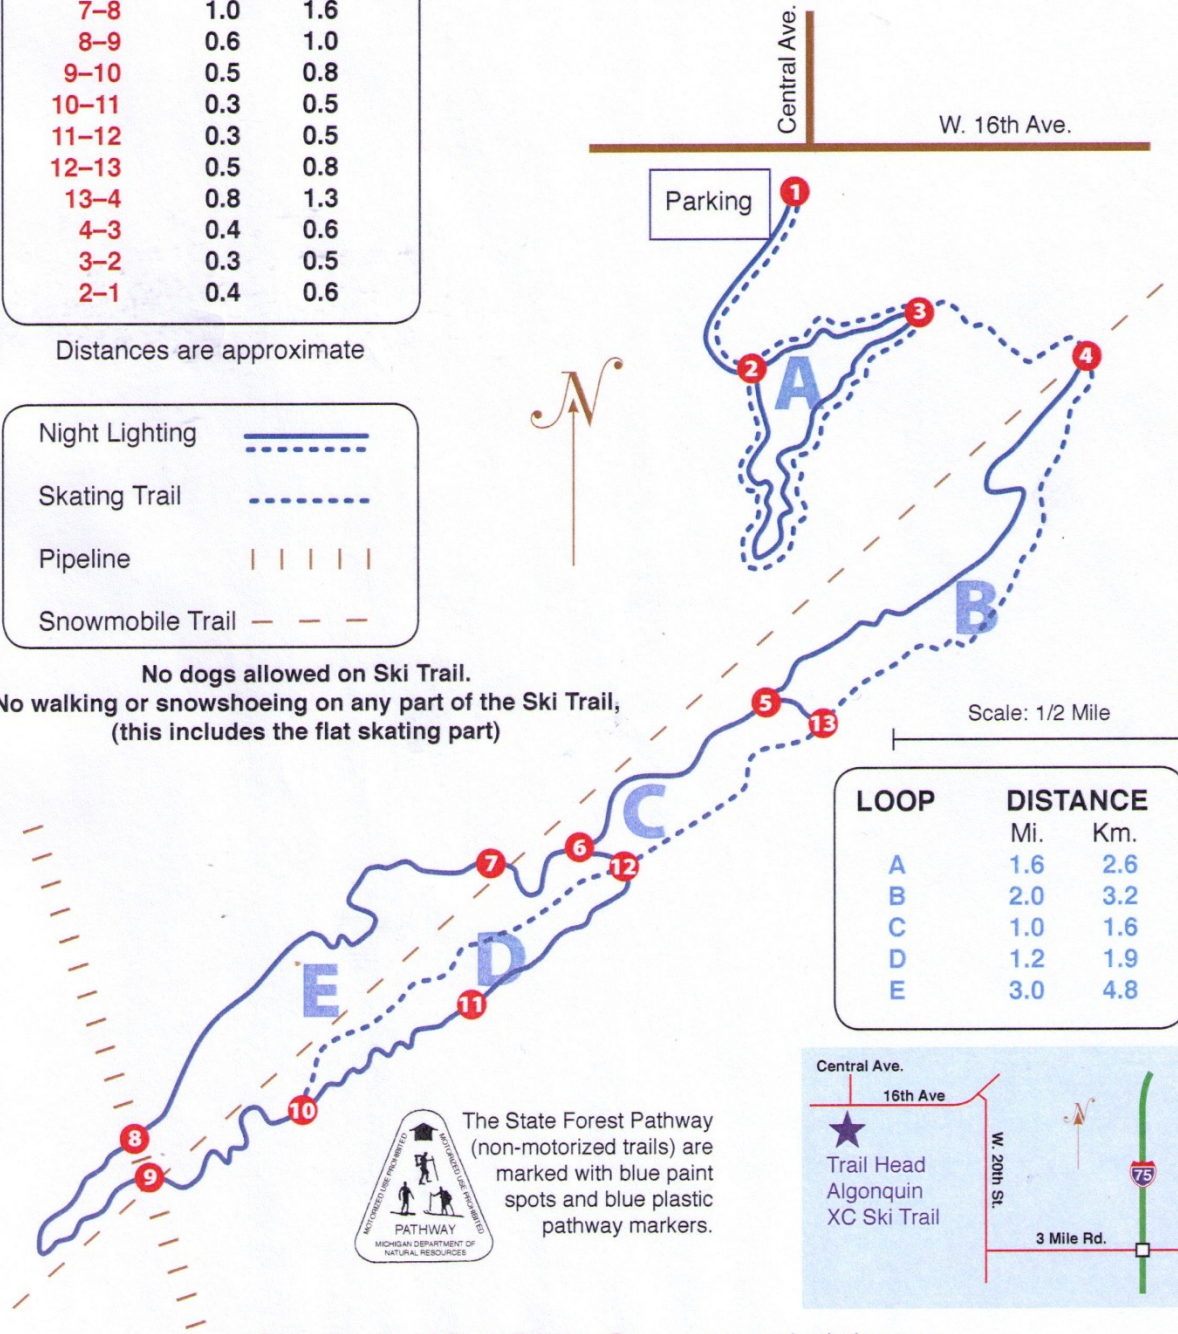 7–8 1.0 1.6
8–9 0.6 1.0
9–10 0.5 0.8
10–11 0.3 0.5
11–12 0.3 0.5
12–13 0.5 0.8
13–4 0.8 1.3
4–3 0.4 0.6
3–2 0.3 0.5
2–1 0.4 0.6
Distances are approximate
Night Lighting
Skating Trail
Pipeline
Snowmobile Trail
No dogs allowed on Ski Trail.
No walking or snowshoeing on any part of the Ski Trail,
(this includes the flat skating part)
Central Ave.
W. 16th Ave.
Parking
1
2
3
4
A
N
B
5
13
C
6
12
7
D
E
11
10
8
9
Scale: 1/2 Mile
LOOP DISTANCE
Mi. Km.
A 1.6 2.6
B 2.0 3.2
C 1.0 1.6
D 1.2 1.9
E 3.0 4.8
MOTORIZED USE PROHIBITED
MOTORIZED USE PROHIBITED
PATHWAY
MICHIGAN DEPARTMENT OF
NATURAL RESOURCES
The State Forest Pathway
(non-motorized trails) are
marked with blue paint
spots and blue plastic
pathway markers.
Central Ave.
16th Ave
N
W. 20th St.
75
Trail Head
Algonquin
XC Ski Trail
3 Mile Rd.